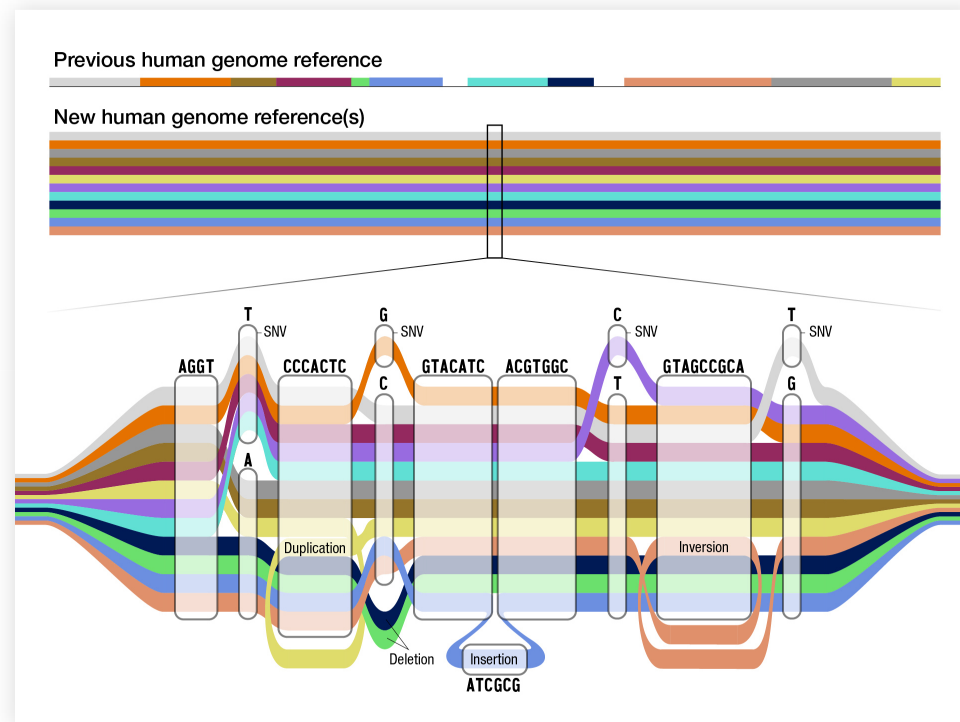 Previous human genome reference
New human genome reference(s)
T
SNV
G
SNV
C
SNV
T
SNV
AGGT
CCCACTC
GTACATC
ACGTGGC
GTAGCCGCA
C
T
G
A
Duplication
Inversion
Deletion
Insertion
ATCGCG